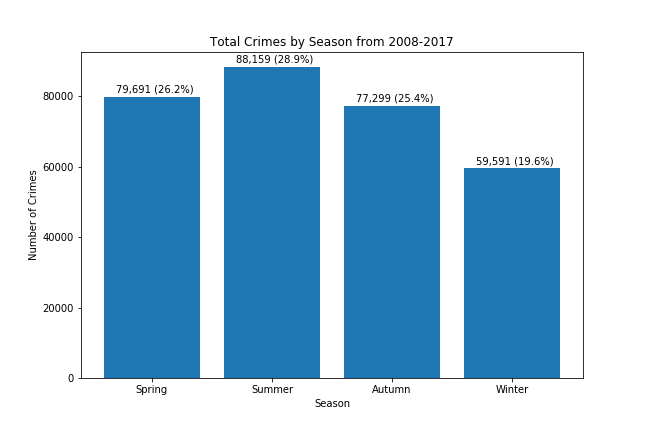 Total Crimes by Season from 2008-2017
88,159 (28.9%)
79,691 (26.2%)
77,299 (25.4%)
59,591 (19.6%)
80000
60000
40000
20000
0
Number of Crimes
Spring Summer Autumn Winter
Season